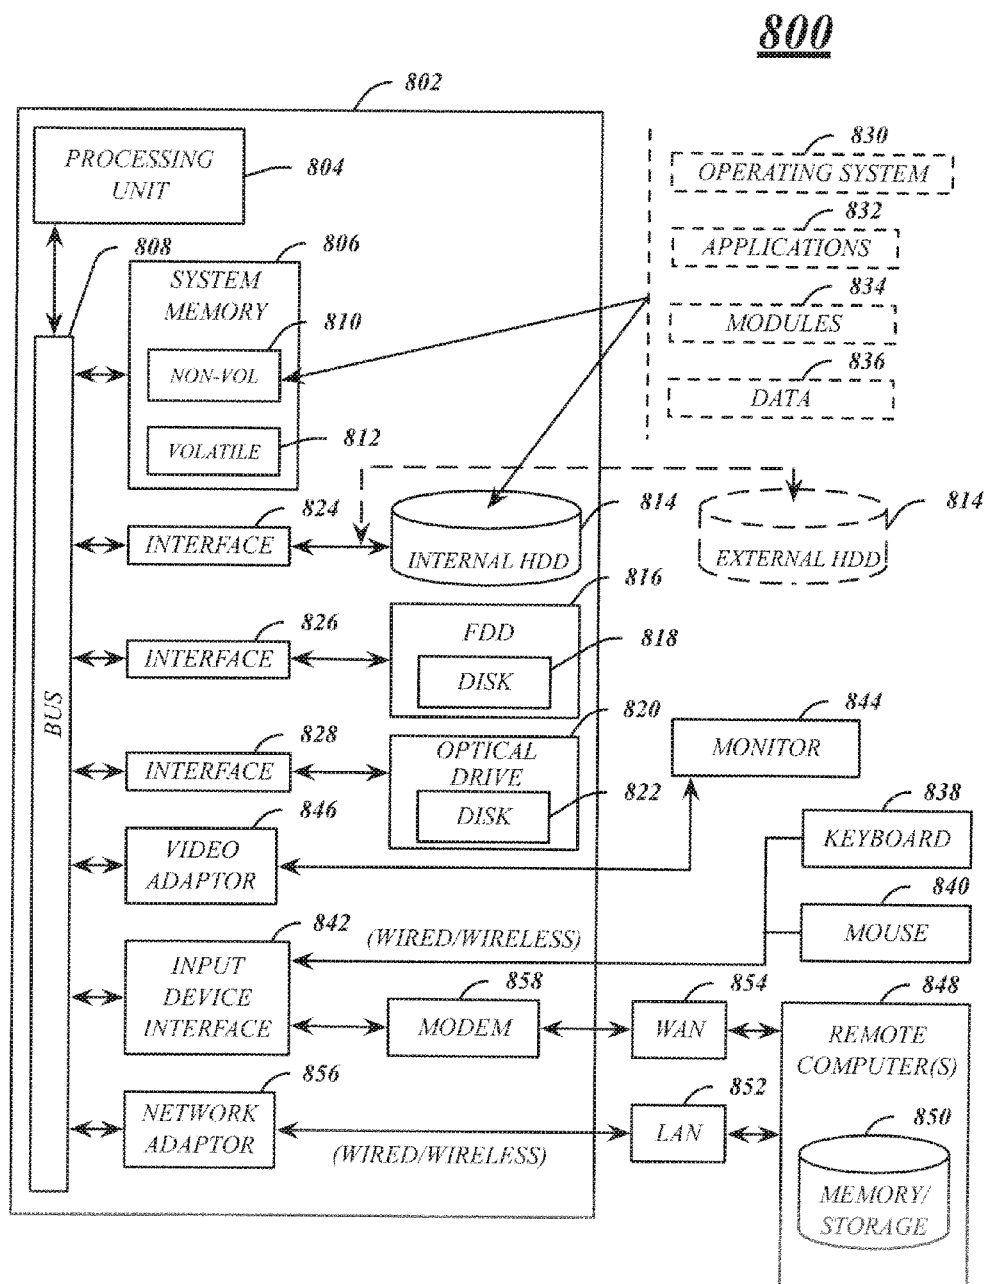 800
802
PROCESSING
UNIT
804
808
806
SYSTEM
MEMORY
810
NON-VOL
812
VOLATILE
830
OPERATING SYSTEM
832
APPLICATIONS
834
MODULES
836
DATA
824
INTERFACE
814
INTERNAL HDD
814
EXTERNAL HDD
816
FDD
818
DISK
826
INTERFACE
BUS
820
OPTICAL
DRIVE
822
DISK
828
INTERFACE
844
MONITOR
846
VIDEO
ADAPTOR
838
KEYBOARD
840
MOUSE
842
(WIRED/WIRELESS)
INPUT
DEVICE
INTERFACE
858
MODEM
854
WAN
848
REMOTE
COMPUTER(S)
856
NETWORK
ADAPTOR
(WIRED/WIRELESS)
852
LAN
850
MEMORY/
STORAGE